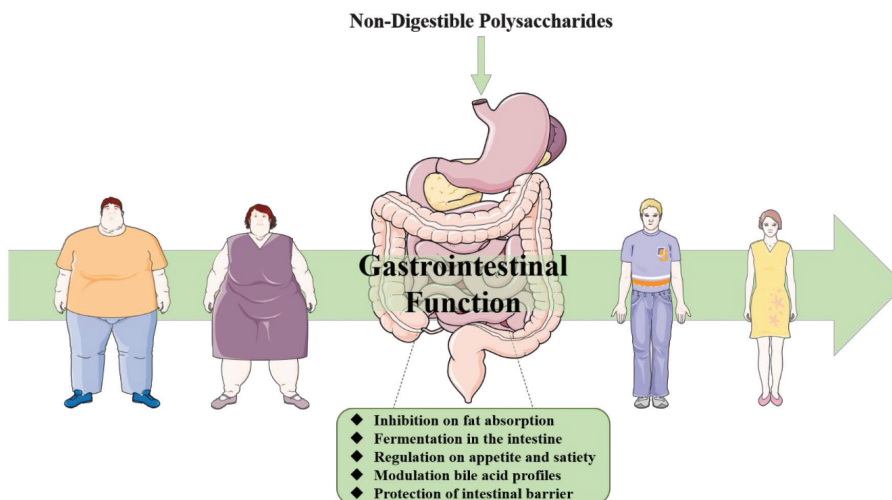 Non-Digestible Polysaccharides
Gastrointestinal
Function
◆ Inhibition on fat absorption
◆ Fermentation in the intestine
◆ Regulation on appetite and satiety
◆ Modulation bile acid profiles
◆ Protection of intestinal barrier